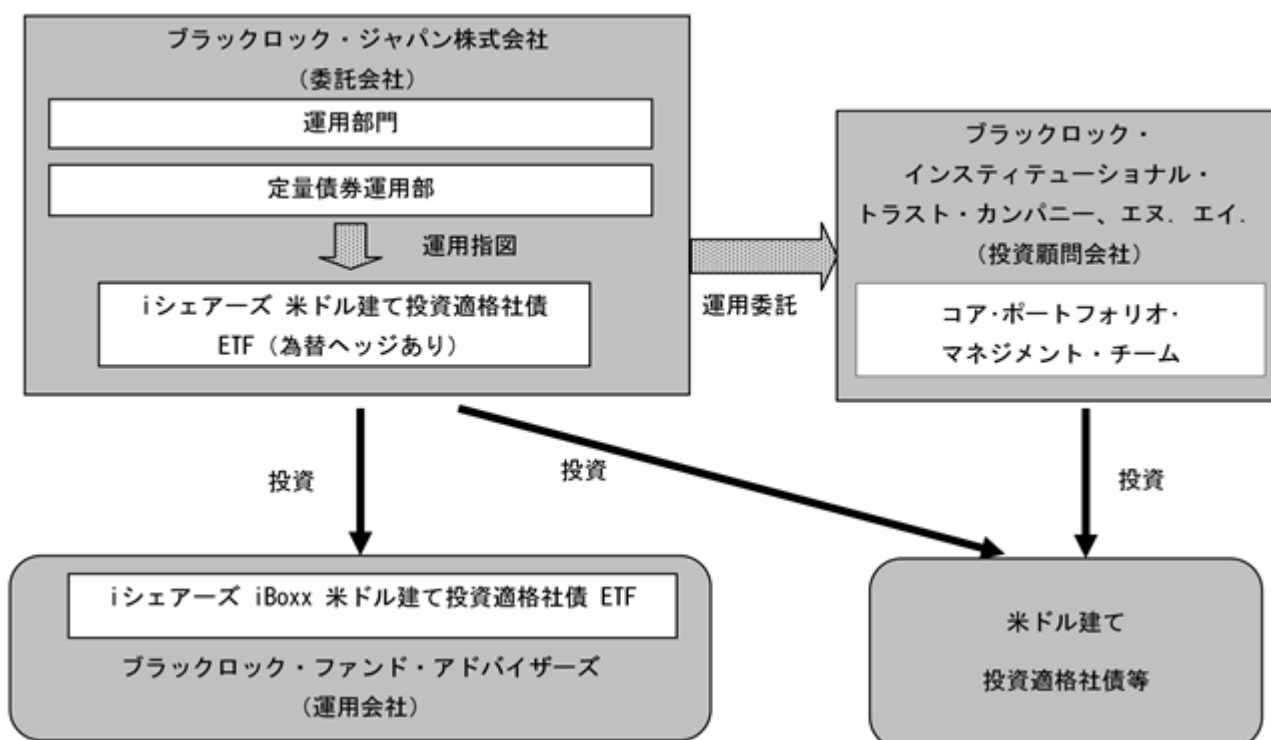 ブラックロック・ジャパン株式会社
（委託会社）
運用部門
定量債券運用部
運用指図
iシェアーズ 米ドル建て投資適格社債
ETF（為替ヘッジあり）
運用委託
ブラックロック・
インスティテューショナル・
トラスト・カンパニー、エヌ．エイ．
（投資顧問会社）
コア･ポートフォリオ･
マネジメント・チーム
投資
投資
投資
iシェアーズ iBoxx 米ドル建て投資適格社債 ETF
ブラックロック・ファンド・アドバイザーズ
（運用会社）
米ドル建て
投資適格社債等